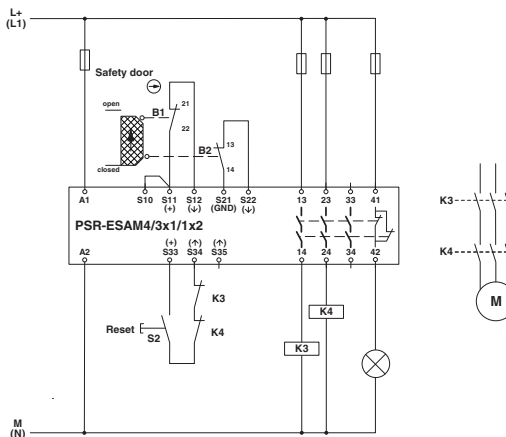 L+
(L1)
Safety door
open
B1
21
22
B2
13
14
closed
A1
S10
S11
(+)
S12
(↓)
S21
(GND)
S22
(↓)
13
23
33
41
PSR-ESAM4/3x1/1x2
A2
(+)
S33
(↑)
S34
(↑)
S35
14
24
34
42
K3
K4
Reset
S2
K4
K3
M
(N)
K3
K4
M